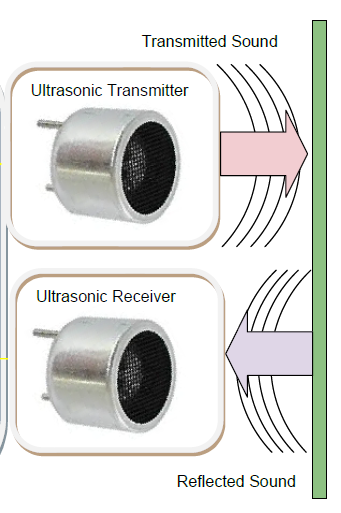 Transmitted Sound
Ultrasonic Transmitter
Ultrasonic Receiver
Reflected Sound